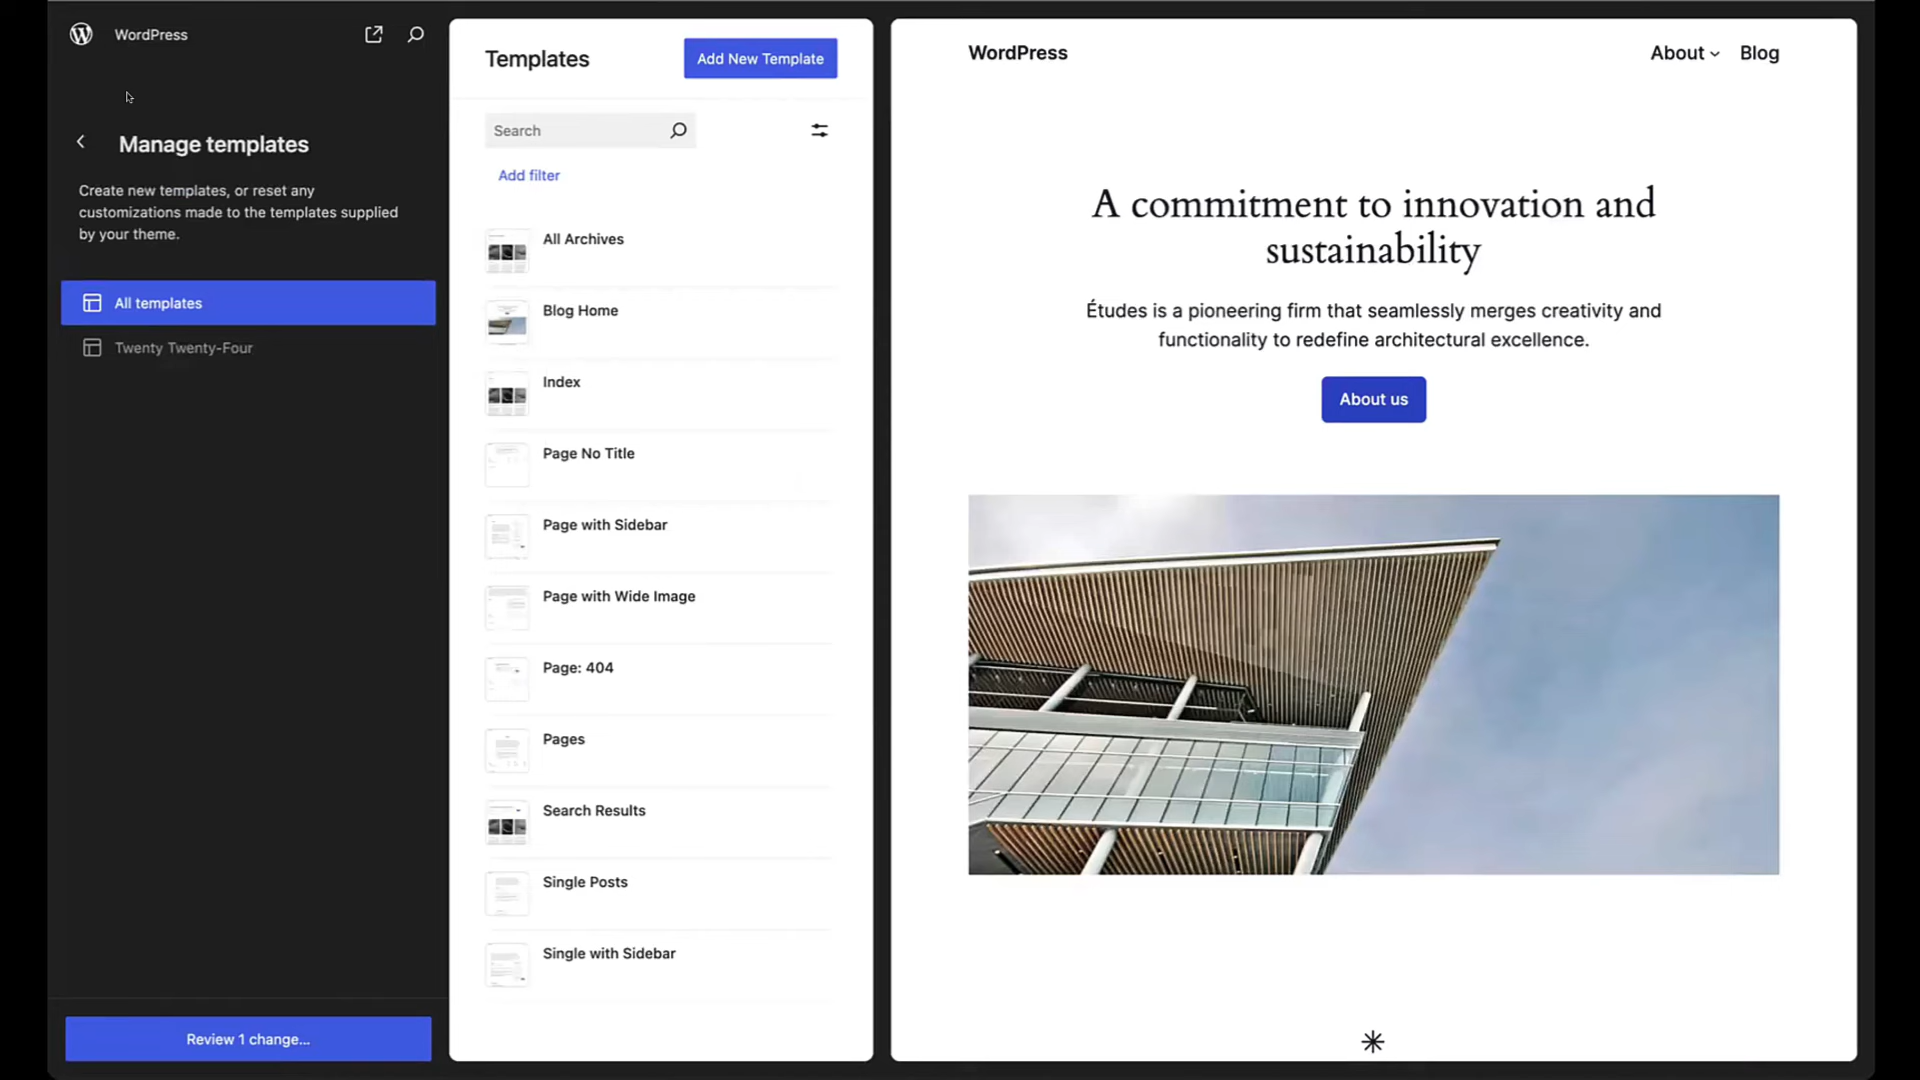 WordPress
Manage templates
Create new templates, or reset any
customizations made to the templates supplied
by your theme.
All templates
Twenty Twenty-Four
Review 1 change...
Templates
Add New Template
Search
Add filter
All Archives
Blog Home
Index
Page No Title
Page with Sidebar
Page with Wide Image
Page: 404
Pages
Search Results
Single Posts
Single with Sidebar
WordPress
About
Blog
A commitment to innovation and
sustainability
Études is a pioneering firm that seamlessly merges creativity and
functionality to redefine architectural excellence.
About us